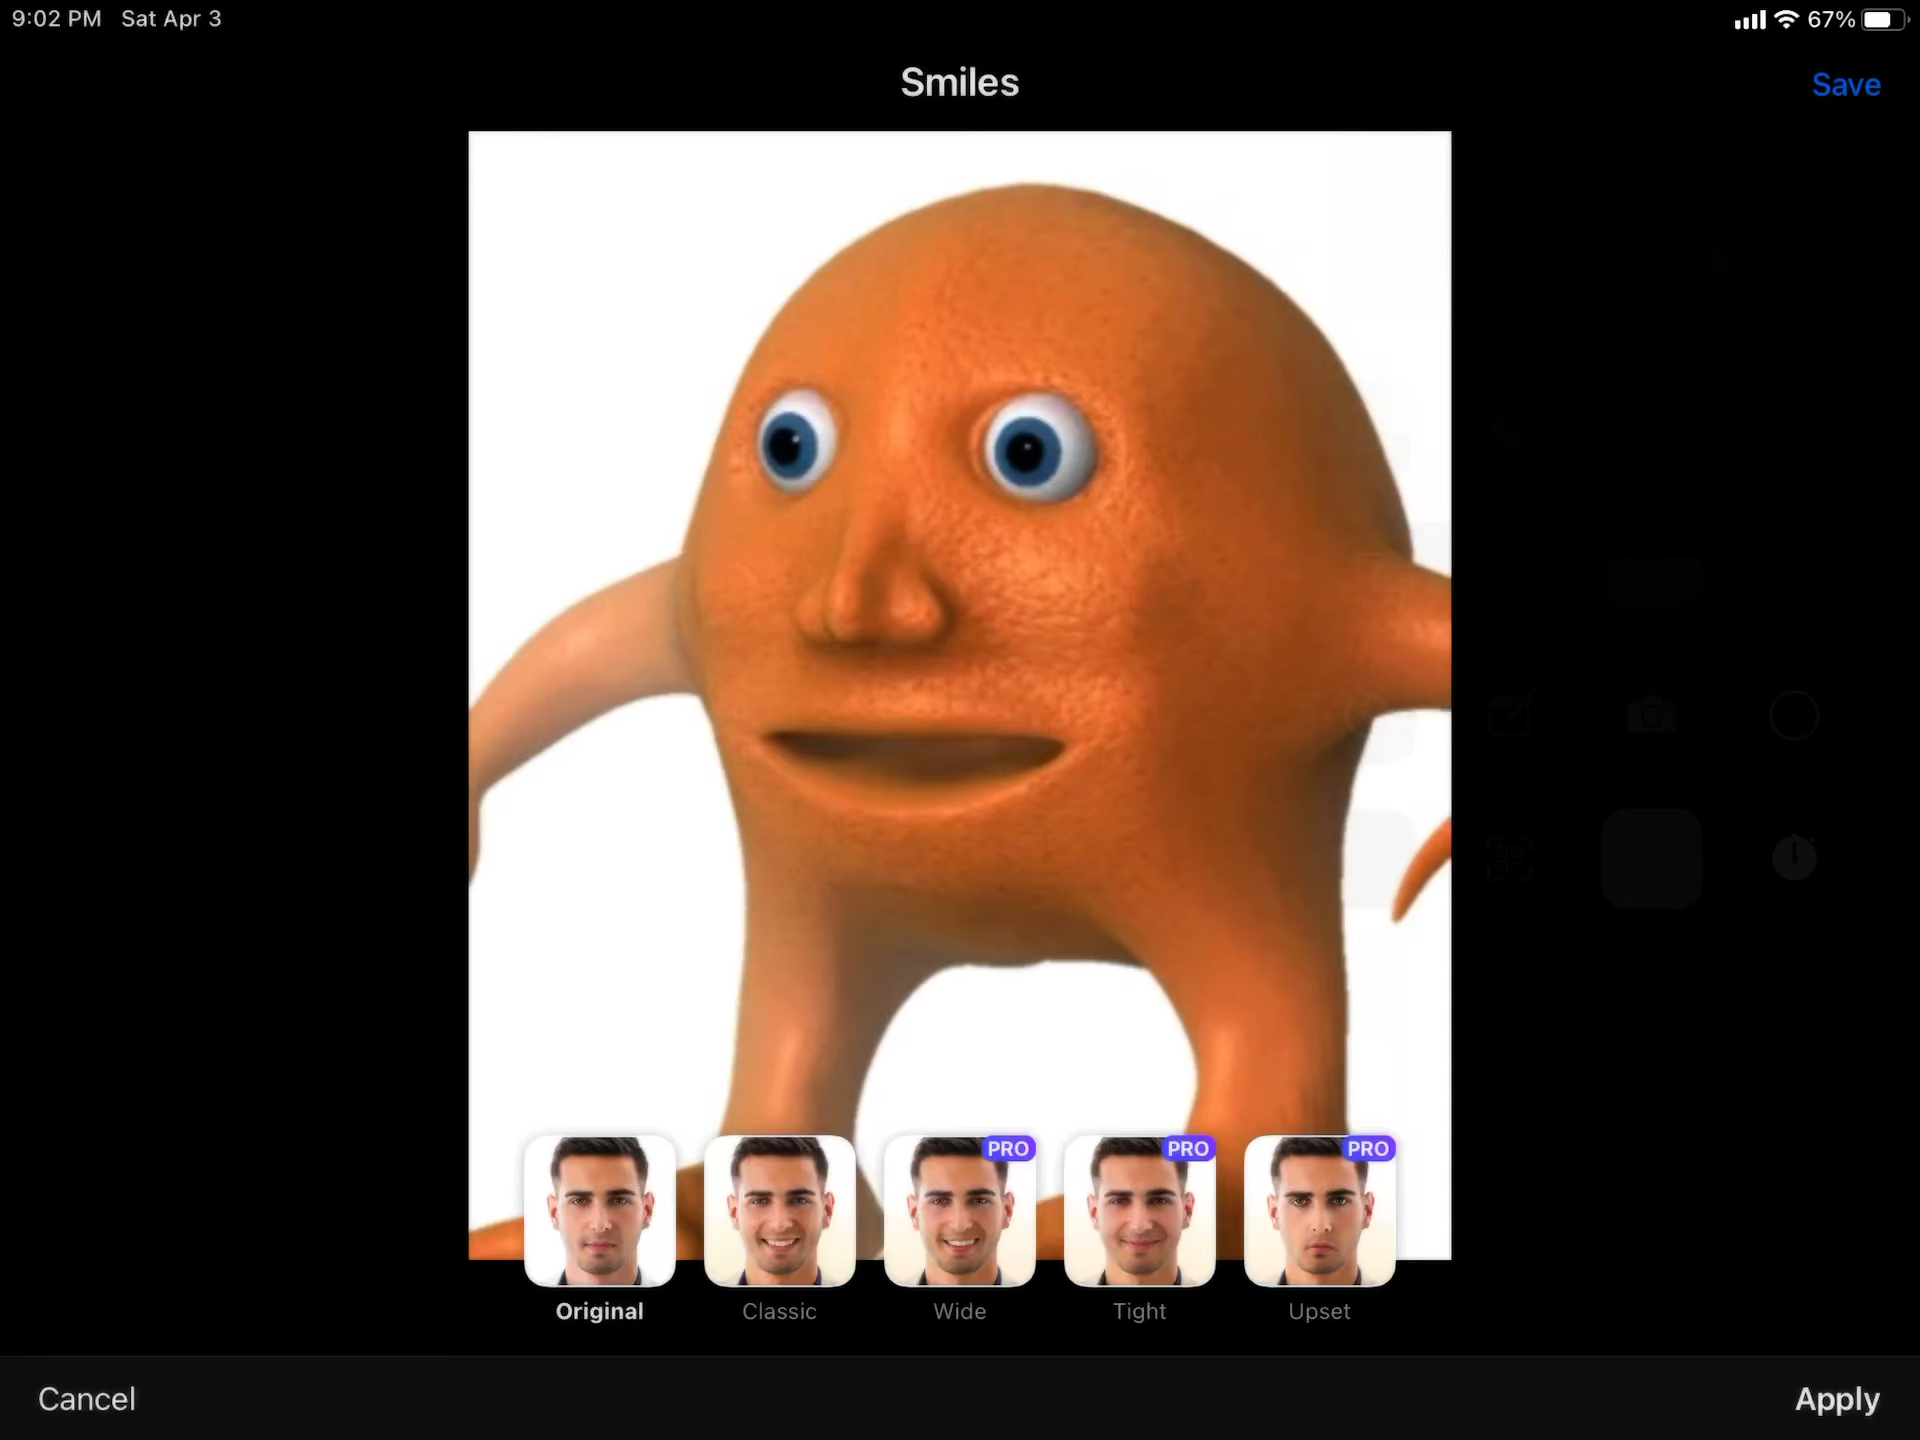 9:02 PM Sat Apr 3 67%
Smiles
Save
PRO PRO PRO
Original Classic Wide Tight Upset
Cancel Apply